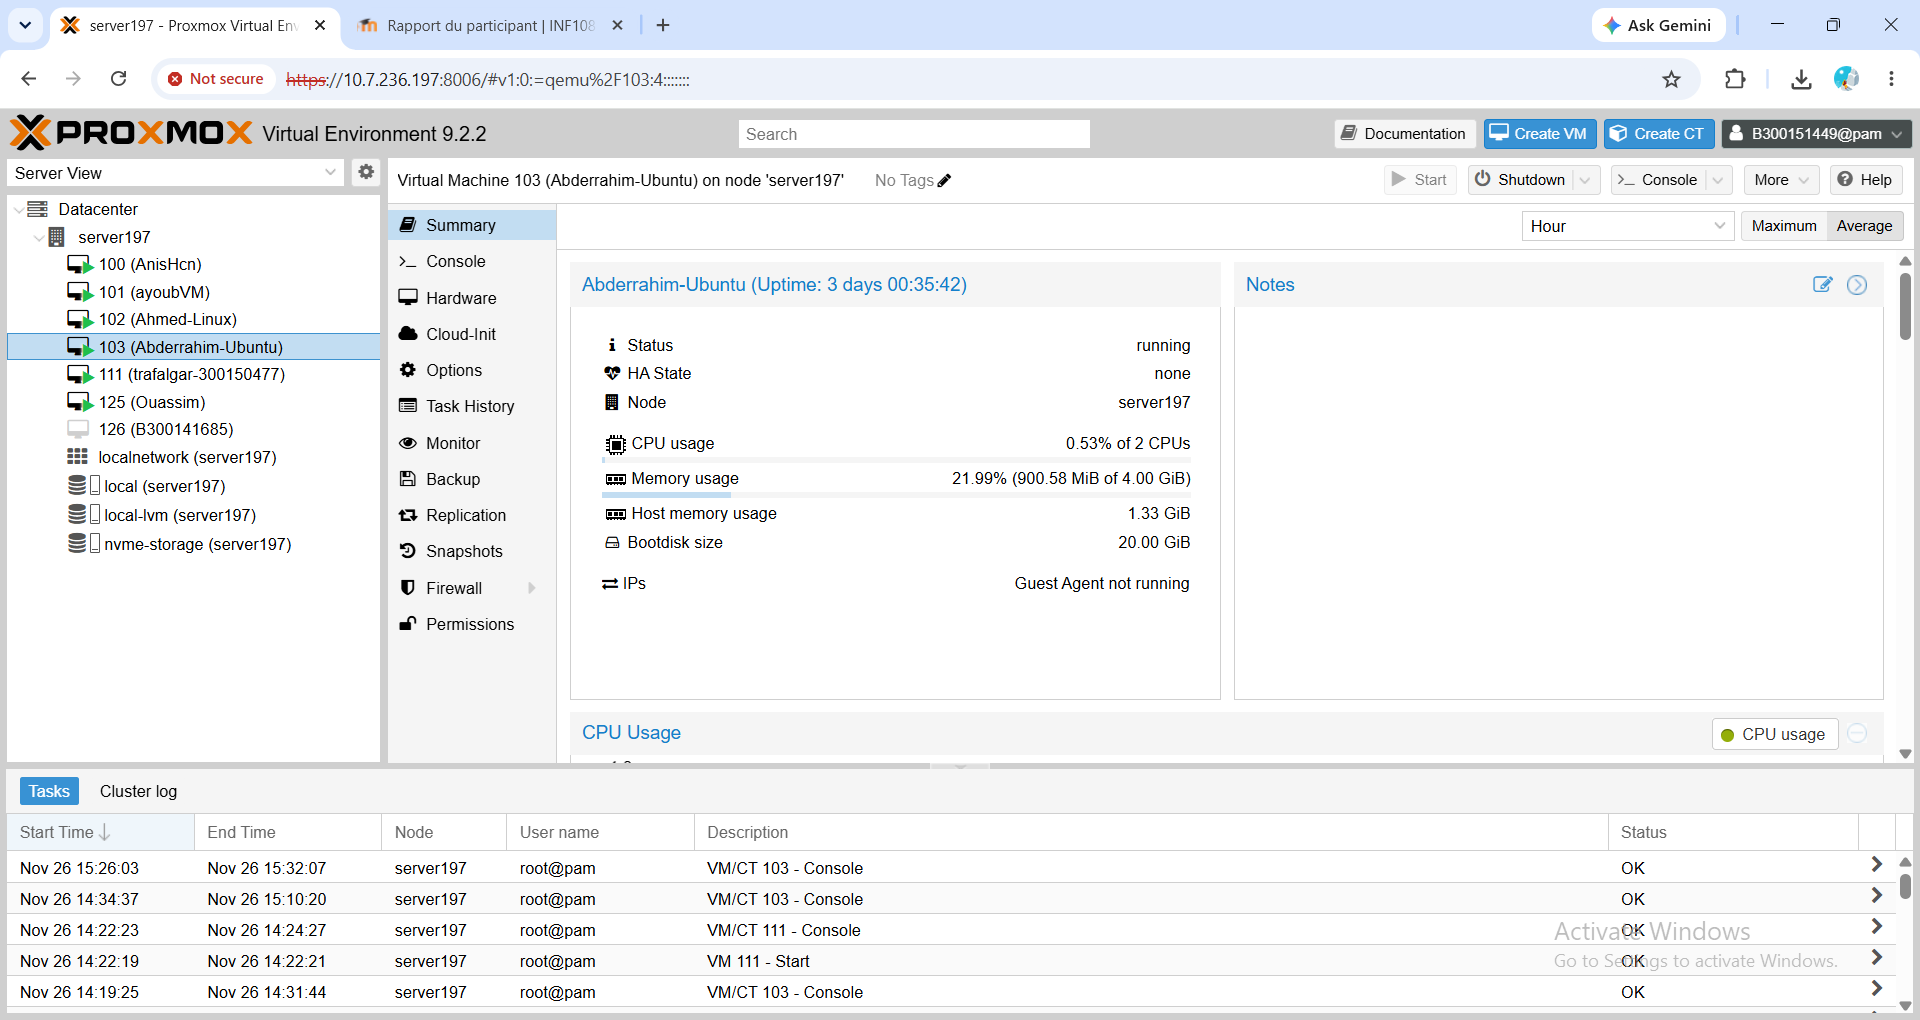 server197 - Proxmox Virtual En
Rapport du participant | INF108
Ask Gemini
Not secure
https://10.7.236.197:8006/#v1:0:=qemu%2F103:4:::::::
PROXMOX Virtual Environment 9.2.2
Search
Documentation
Create VM
Create CT
B300151449@pam
Server View
Virtual Machine 103 (Abderrahim-Ubuntu) on node 'server197'
No Tags
Start
Shutdown
Console
More
Help
Datacenter
server197
100 (AnisHcn)
101 (ayoubVM)
102 (Ahmed-Linux)
103 (Abderrahim-Ubuntu)
111 (trafalgar-300150477)
125 (Ouassim)
126 (B300141685)
localnetwork (server197)
local (server197)
local-lvm (server197)
nvme-storage (server197)
Summary
Console
Hardware
Cloud-Init
Options
Task History
Monitor
Backup
Replication
Snapshots
Firewall
Permissions
Hour
Maximum
Average
Abderrahim-Ubuntu (Uptime: 3 days 00:35:42)
Status running
HA State none
Node server197
CPU usage 0.53% of 2 CPUs
Memory usage 21.99% (900.58 MiB of 4.00 GiB)
Host memory usage 1.33 GiB
Bootdisk size 20.00 GiB
IPs Guest Agent not running
Notes
CPU Usage
CPU usage
Tasks
Cluster log
Start Time End Time Node User name Description Status
Nov 26 15:26:03 Nov 26 15:32:07 server197 root@pam VM/CT 103 - Console OK
Nov 26 14:34:37 Nov 26 15:10:20 server197 root@pam VM/CT 103 - Console OK
Nov 26 14:22:23 Nov 26 14:24:27 server197 root@pam VM/CT 111 - Console OK
Nov 26 14:22:19 Nov 26 14:22:21 server197 root@pam VM 111 - Start OK
Nov 26 14:19:25 Nov 26 14:31:44 server197 root@pam VM/CT 103 - Console OK
Activate Windows
Go to Settings to activate Windows.